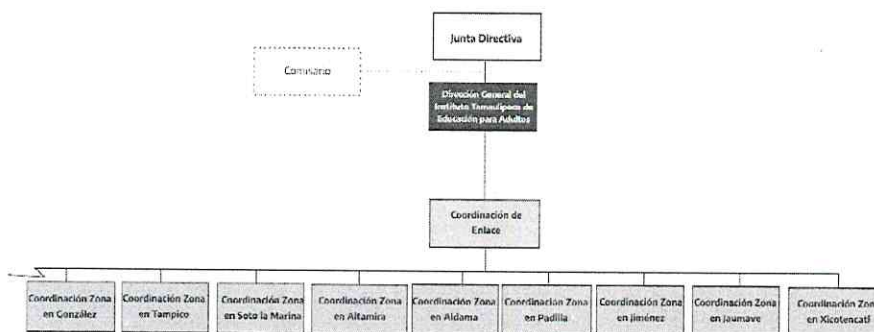 Junta Directiva
Comisario
Dirección General del
Instituto Tamaulipeco de
Educación para Adultos
Coordinación de
Enlace
Coordinación Zona
en González
Coordinación Zona
en Tampico
Coordinación Zona
en Soto la Marina
Coordinación Zona
en Altamira
Coordinación Zona
en Aldama
Coordinación Zona
en Padilla
Coordinación Zona
en Jiménez
Coordinación Zona
en Jaumave
Coordinación Zon
en Xicotencatl